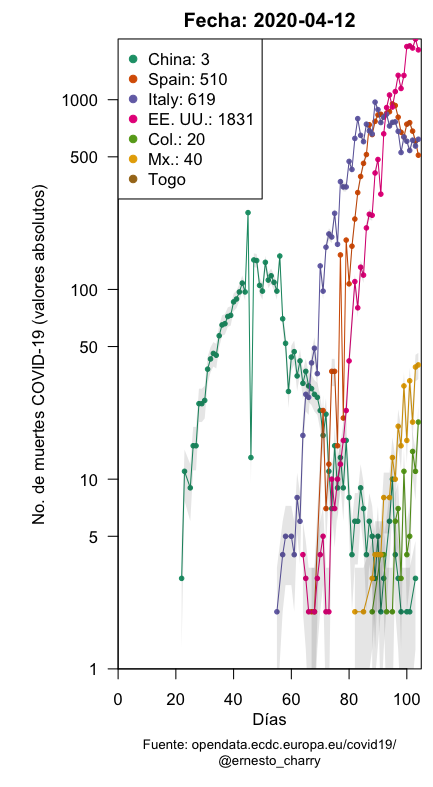 Fecha: 2020-04-12
China: 3
Spain: 510
Italy: 619
EE. UU.: 1831
Col.: 20
Mx.: 40
Togo
No. de muertes COVID-19 (valores absolutos)
1000
500
100
50
10
5
1
0 20 40 60 80 100
Días
Fuente: opendata.ecdc.europa.eu/covid19/
@ernesto_charry